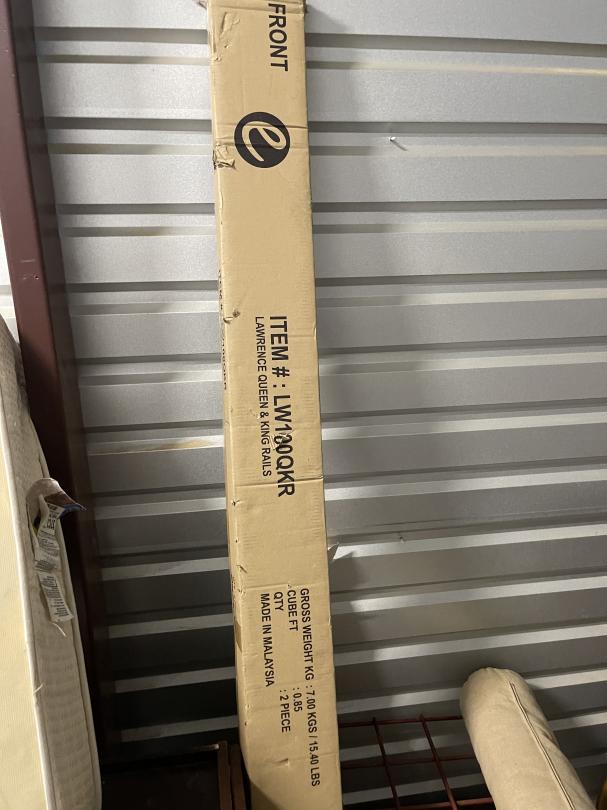 FRONT
e
ITEM # : LW100QKR
LAWRENCE QUEEN & KING RAILS
GROSS WEIGHT KG : 7.00 KGS / 15.40 LBS
CUBE FT : 0.85
QTY : 2 PIECE
MADE IN MALAYSIA